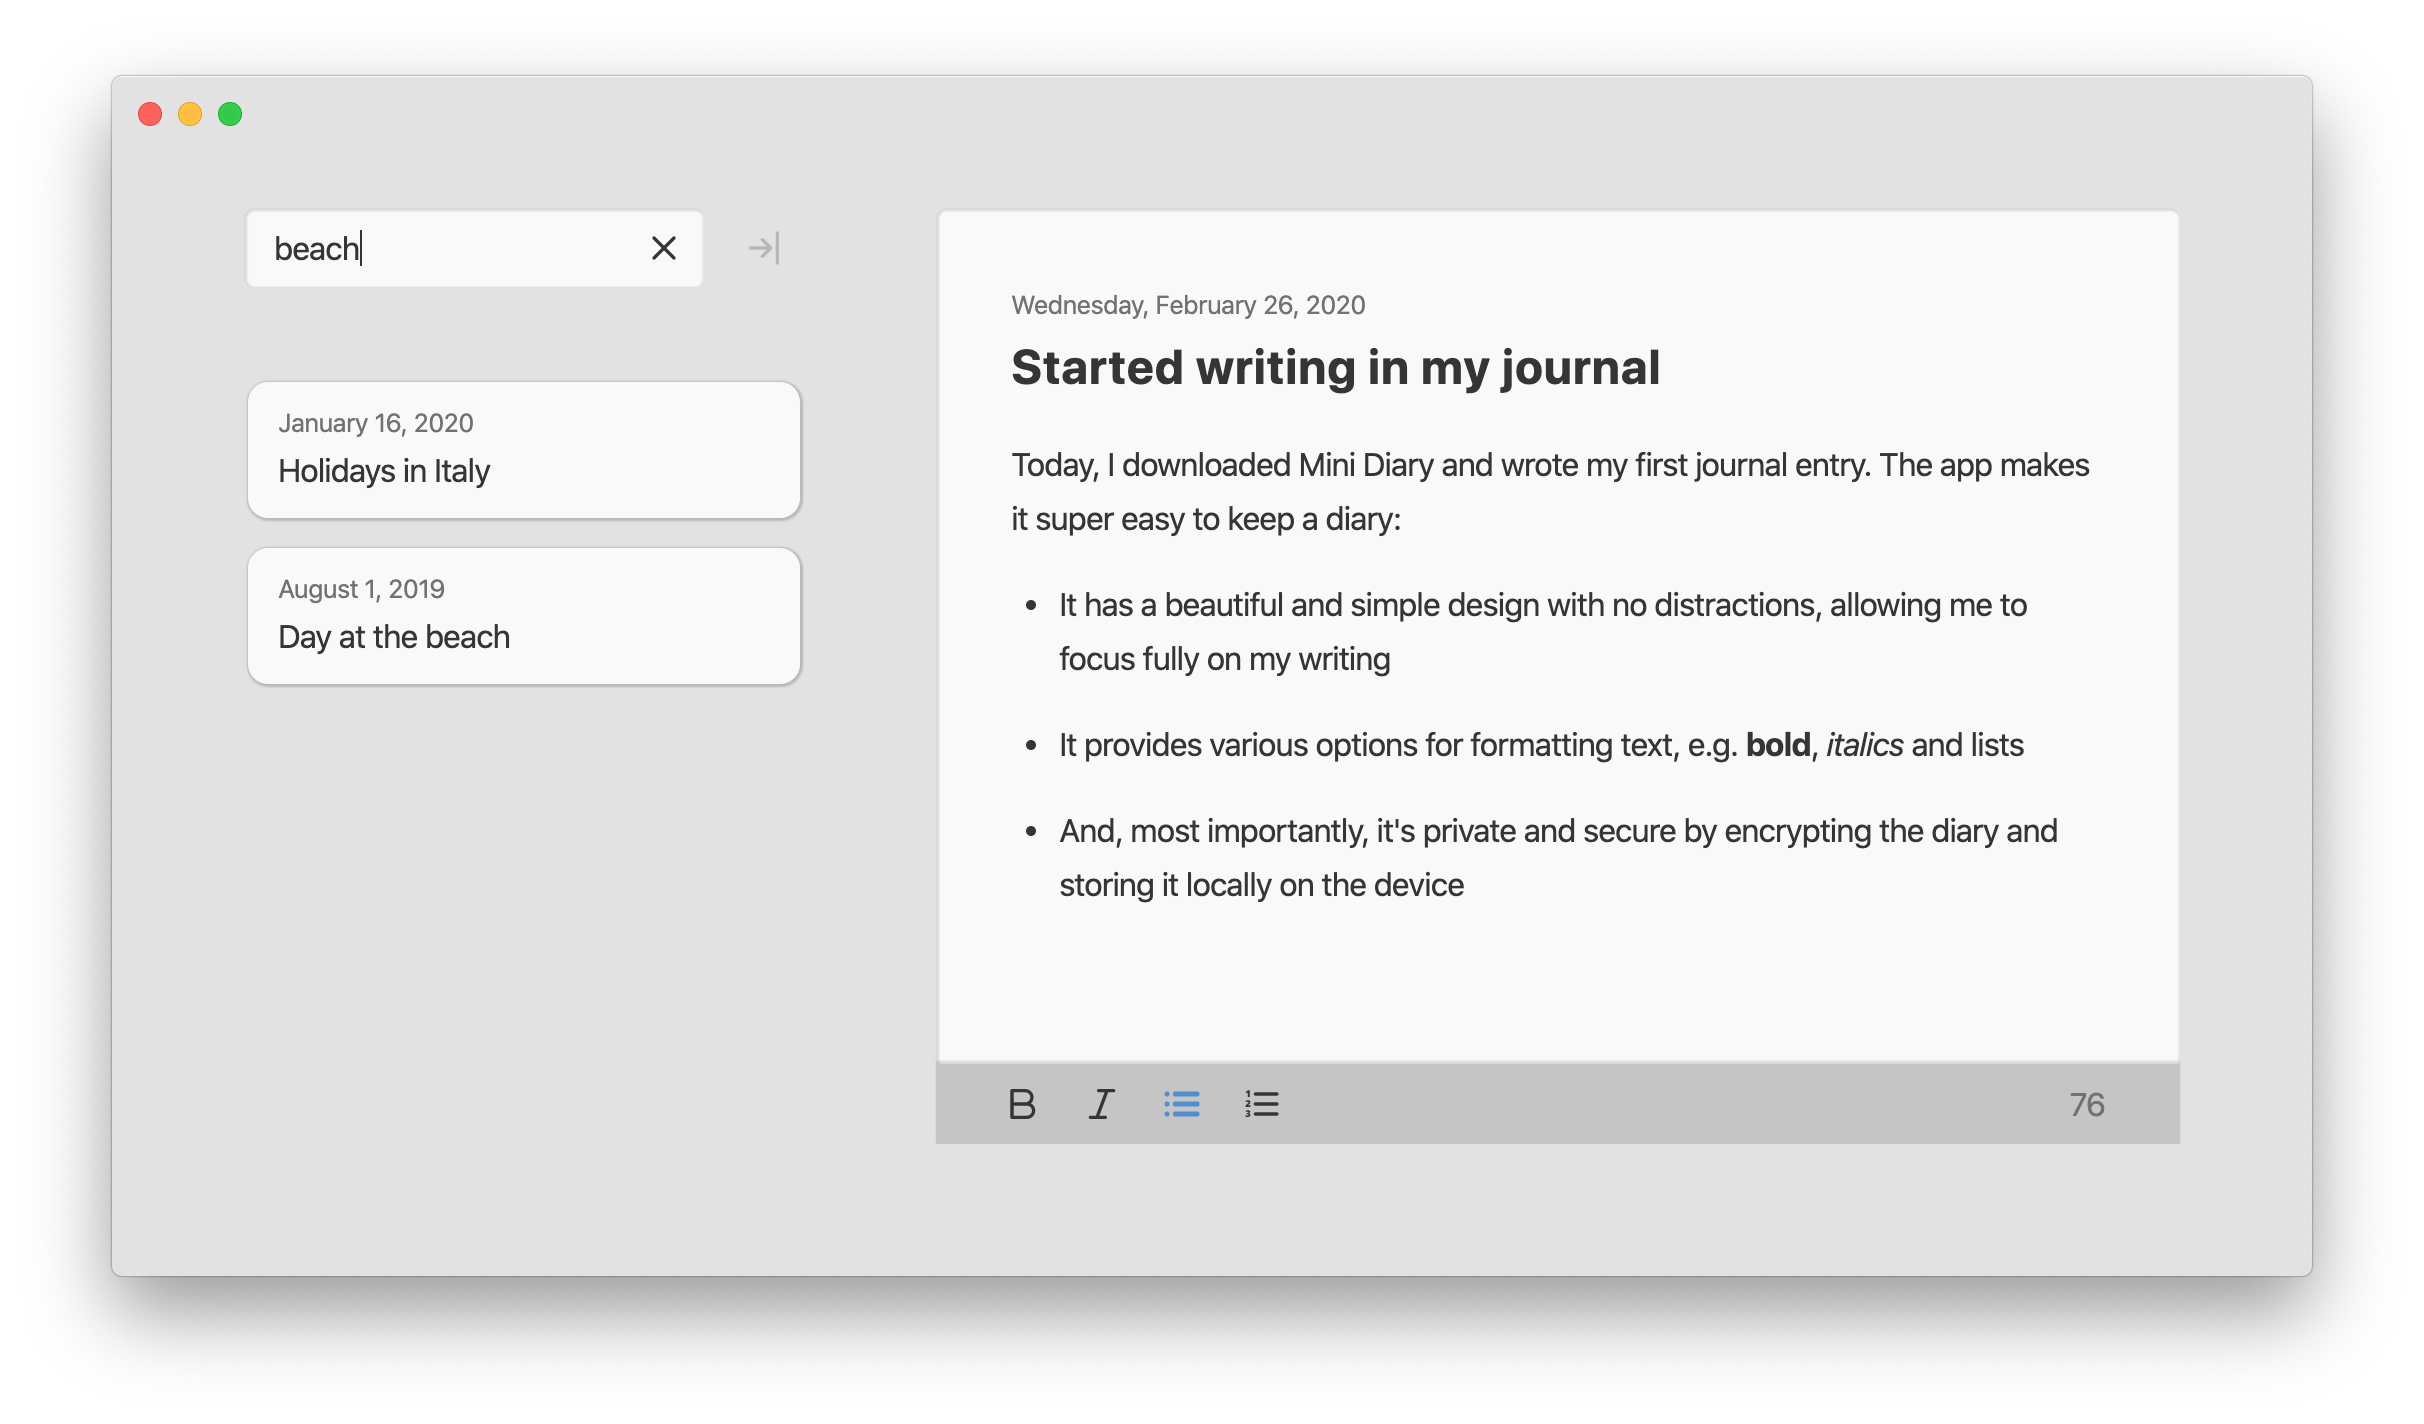 beach
January 16, 2020
Holidays in Italy
August 1, 2019
Day at the beach
Wednesday, February 26, 2020
Started writing in my journal
Today, I downloaded Mini Diary and wrote my first journal entry. The app makes
it super easy to keep a diary:
• It has a beautiful and simple design with no distractions, allowing me to
focus fully on my writing
• It provides various options for formatting text, e.g. bold, italics and lists
• And, most importantly, it's private and secure by encrypting the diary and
storing it locally on the device
76